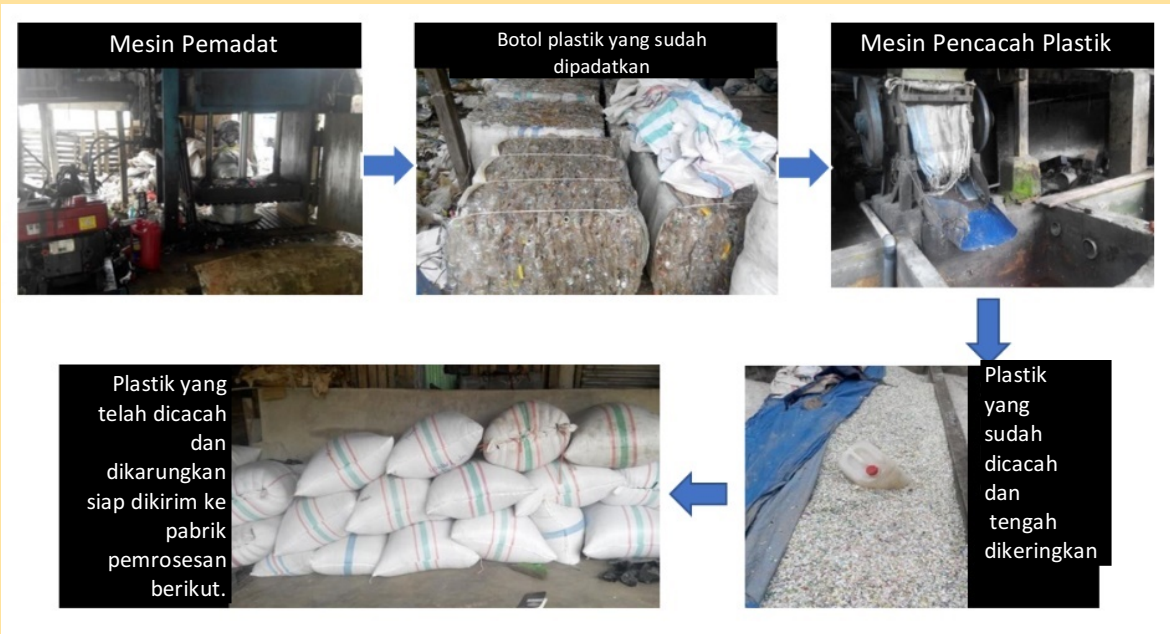 Mesin Pemadat
Botol plastik yang sudah
dipadatkan
Mesin Pencacah Plastik
Plastik
yang
sudah
dicacah
dan
tengah
dikeringkan
Plastik yang
telah dicacah
dan
dikarungkan
siap dikirim ke
pabrik
pemrosesan
berikut.